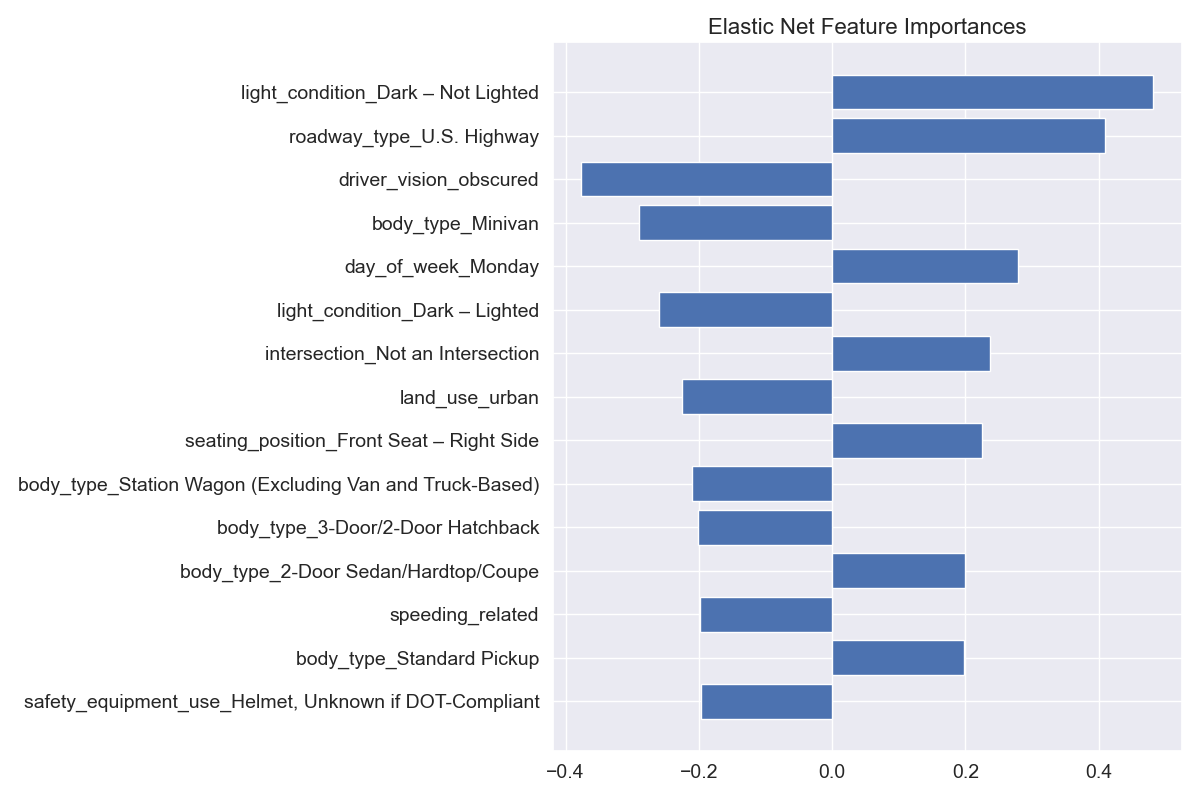 Elastic Net Feature Importances
light_condition_Dark – Not Lighted
roadway_type_U.S. Highway
driver_vision_obscured
body_type_Minivan
day_of_week_Monday
light_condition_Dark – Lighted
intersection_Not an Intersection
land_use_urban
seating_position_Front Seat – Right Side
body_type_Station Wagon (Excluding Van and Truck-Based)
body_type_3-Door/2-Door Hatchback
body_type_2-Door Sedan/Hardtop/Coupe
speeding_related
body_type_Standard Pickup
safety_equipment_use_Helmet, Unknown if DOT-Compliant
−0.4 −0.2 0.0 0.2 0.4